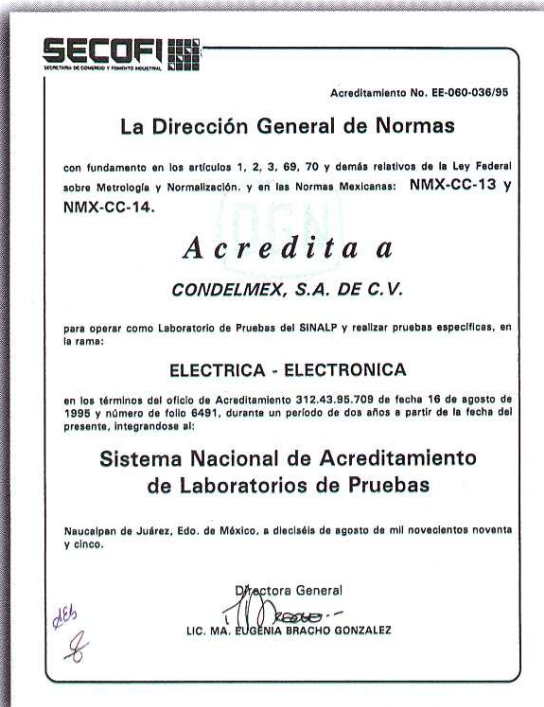 SECOFI
SECRETARIA DE COMERCIO Y FOMENTO INDUSTRIAL
Acreditamiento No. EE-060-036/95
La Dirección General de Normas
con fundamento en los artículos 1, 2, 3, 69, 70 y demás relativos de la Ley Federal
sobre Metrología y Normalización. y en las Normas Mexicanas: NMX-CC-13 y
NMX-CC-14.
DGN
Acredita a
CONDELMEX, S.A. DE C.V.
para operar como Laboratorio de Pruebas del SINALP y realizar pruebas específicas, en
la rama:
ELECTRICA - ELECTRONICA
en los términos del oficio de Acreditamiento 312.43.95.709 de fecha 16 de agosto de
1995 y número de folio 6491, durante un período de dos años a partir de la fecha del
presente, integrandose al:
Sistema Nacional de Acreditamiento
de Laboratorios de Pruebas
Naucalpan de Juárez, Edo. de México, a dieciséis de agosto de mil novecientos noventa
y cinco.
Directora General
LIC. MA. EUGENIA BRACHO GONZALEZ